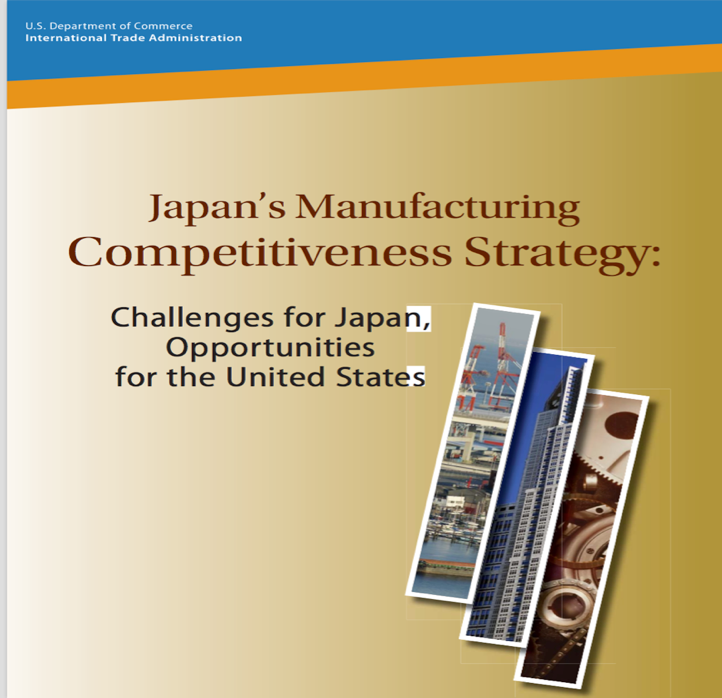 U.S. Department of Commerce
International Trade Administration
Japan's Manufacturing
Competitiveness Strategy:
Challenges for Japan,
Opportunities
for the United States